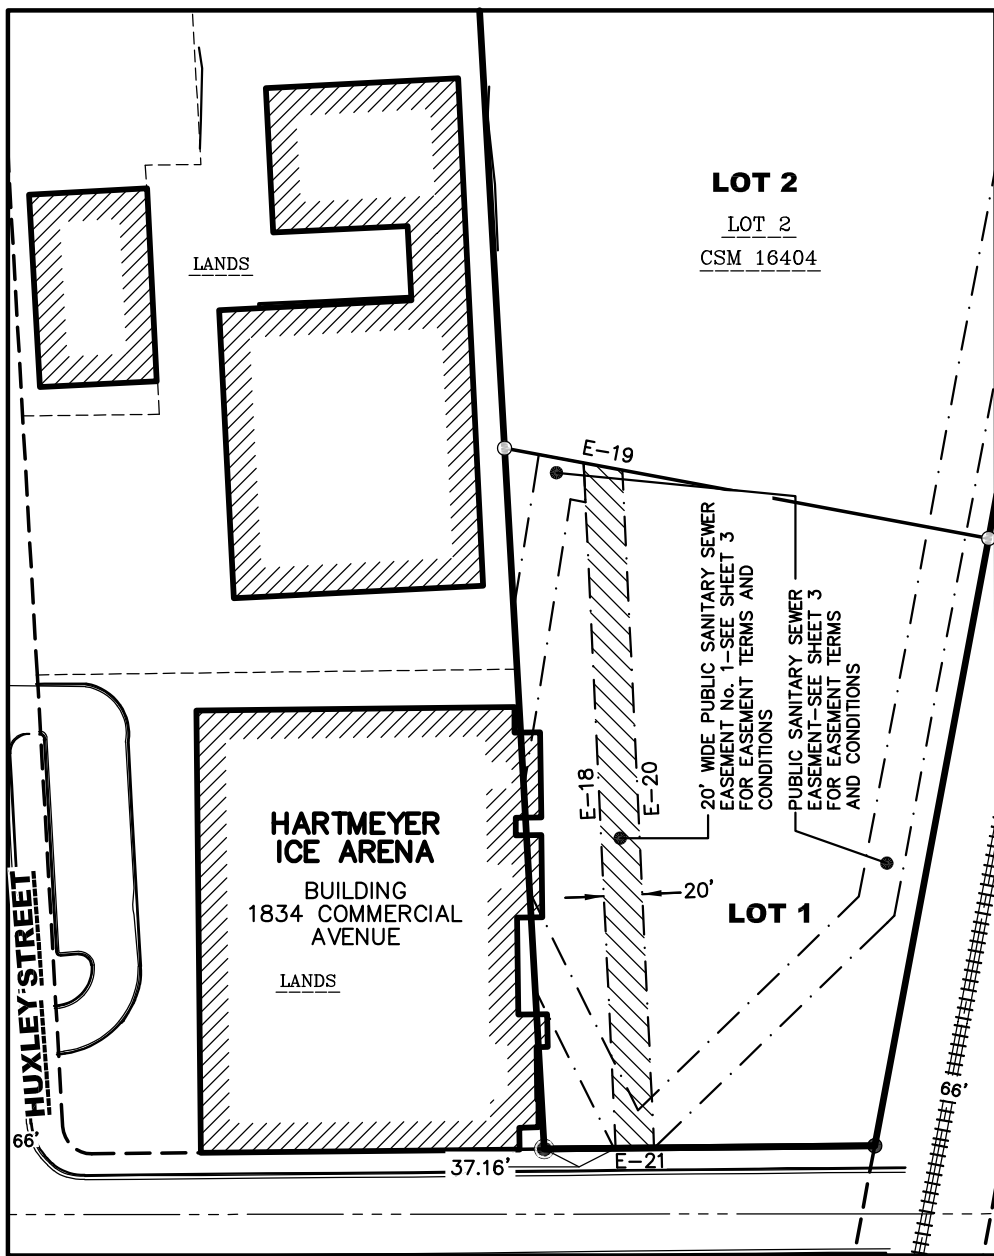 LOT 2
LOT 2
CSM 16404
LANDS
E-19
20' WIDE PUBLIC SANITARY SEWER
EASEMENT No. 1-SEE SHEET 3
FOR EASEMENT TERMS AND
CONDITIONS
PUBLIC SANITARY SEWER
EASEMENT-SEE SHEET 3
FOR EASEMENT TERMS
AND CONDITIONS
E-18
E-20
HARTMEYER
ICE ARENA
BUILDING
1834 COMMERCIAL
AVENUE
LANDS
20'
LOT 1
HUXLEY STREET
66'
66'
37.16'
E-21